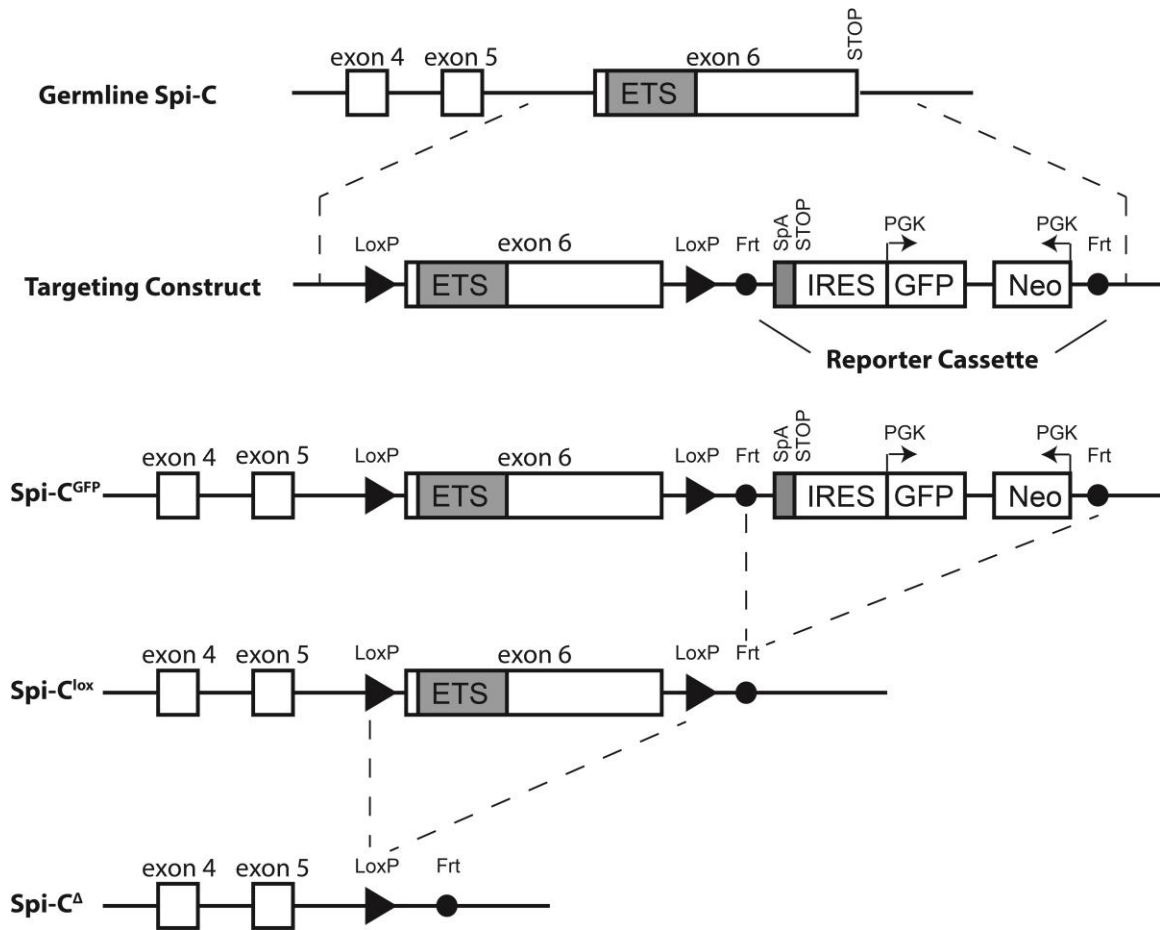 exon 4 exon 5 exon 6 STOP
Germline Spi-C ETS
LoxP exon 6 LoxP Frt SpA STOP PGK PGK Frt
Targeting Construct ETS IRES GFP Neo
Reporter Cassette
exon 4 exon 5 LoxP exon 6 LoxP Frt SpA STOP PGK PGK Frt
Spi-C^GFP ETS IRES GFP Neo
exon 4 exon 5 LoxP exon 6 LoxP Frt
Spi-C^lox ETS
exon 4 exon 5 LoxP Frt
Spi-C^Δ